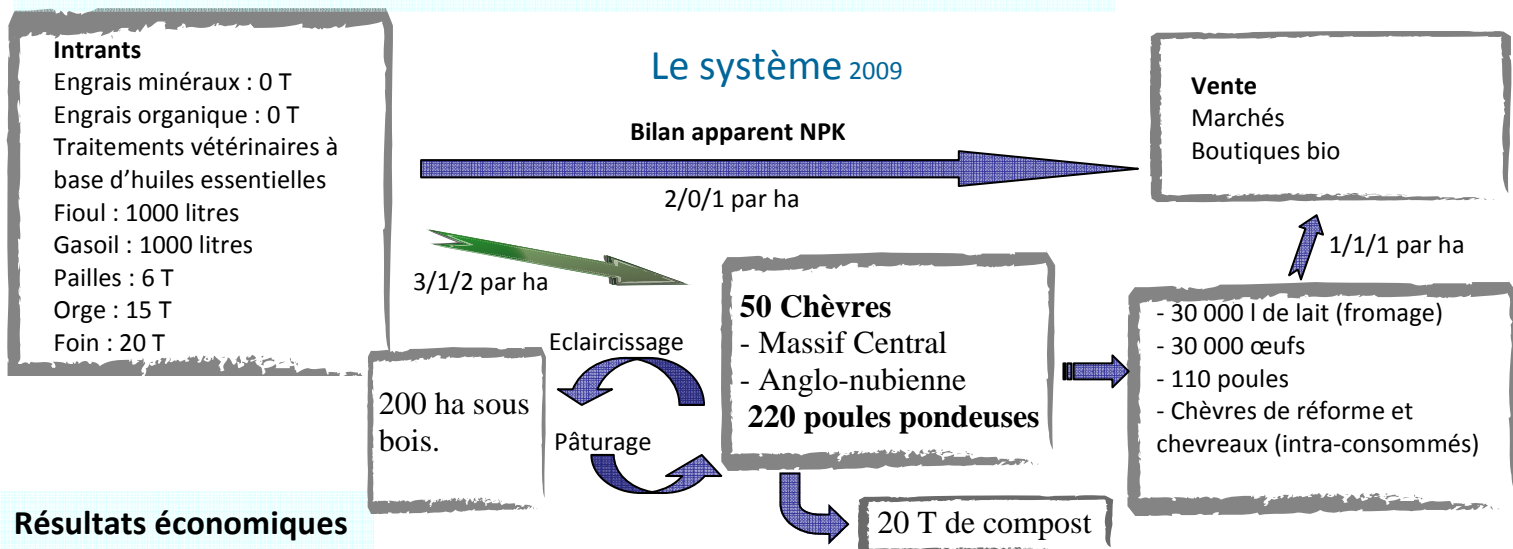 Intrants
Engrais minéraux : 0 T
Engrais organique : 0 T
Traitements vétérinaires à
base d’huiles essentielles
Fioul : 1000 litres
Gasoil : 1000 litres
Pailles : 6 T
Orge : 15 T
Foin : 20 T
Le système 2009
Bilan apparent NPK
2/0/1 par ha
Vente
Marchés
Boutiques bio
3/1/2 par ha
1/1/1 par ha
Eclaircissage
200 ha sous
bois.
Pâturage
50 Chèvres
- Massif Central
- Anglo-nubienne
220 poules pondeuses
- 30 000 l de lait (fromage)
- 30 000 œufs
- 110 poules
- Chèvres de réforme et
chevreaux (intra-consommés)
20 T de compost
Résultats économiques